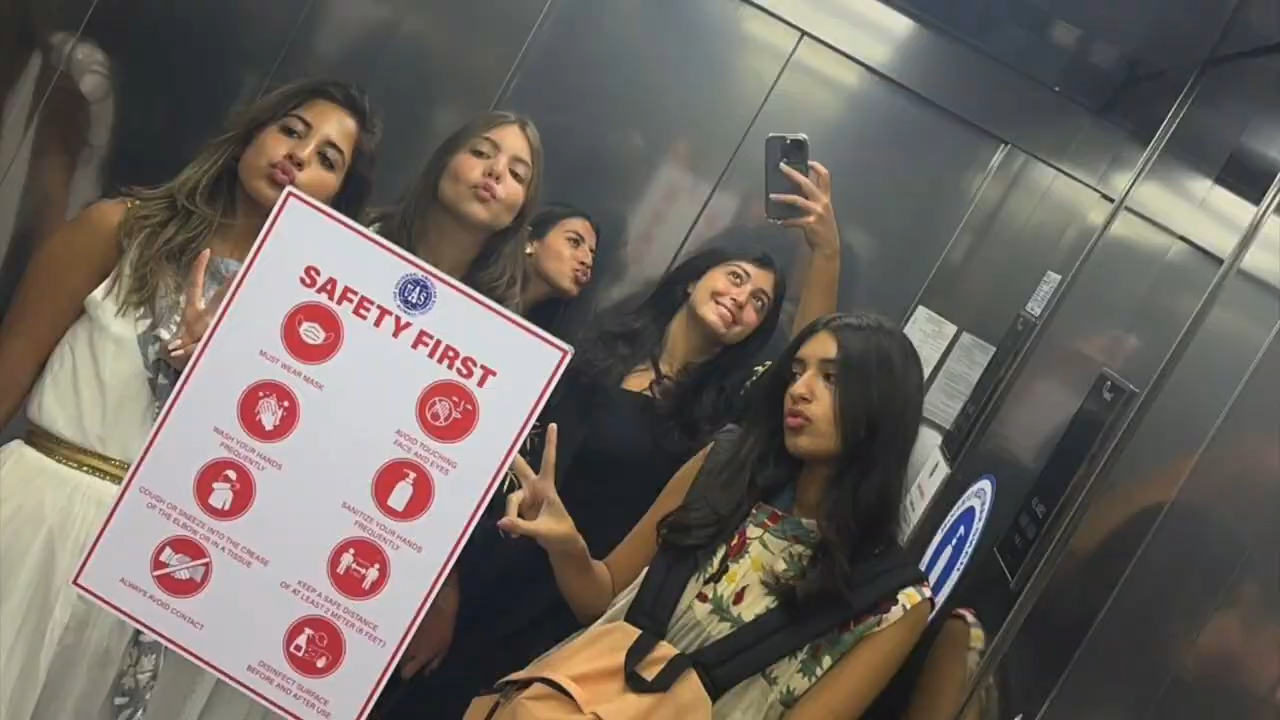 UAS
SAFETY FIRST
MUST WEAR MASK
AVOID TOUCHING
FACS AND EYES
WASH YOUR HANDS
FREQUENTLY
SANITIZE YOUR HANDS
FREQUENTLY
COUGH OR SNEEZE INTO THE CREASE
OF THE ELBOW OR IN A TISSUE
KEEP A SAFE DISTANCE
OF AT LEAST 2 METER (6 FEET)
ALWAYS AVOID CONTACT
DISINFECT SURFACE
BEFORE AND AFTER USE